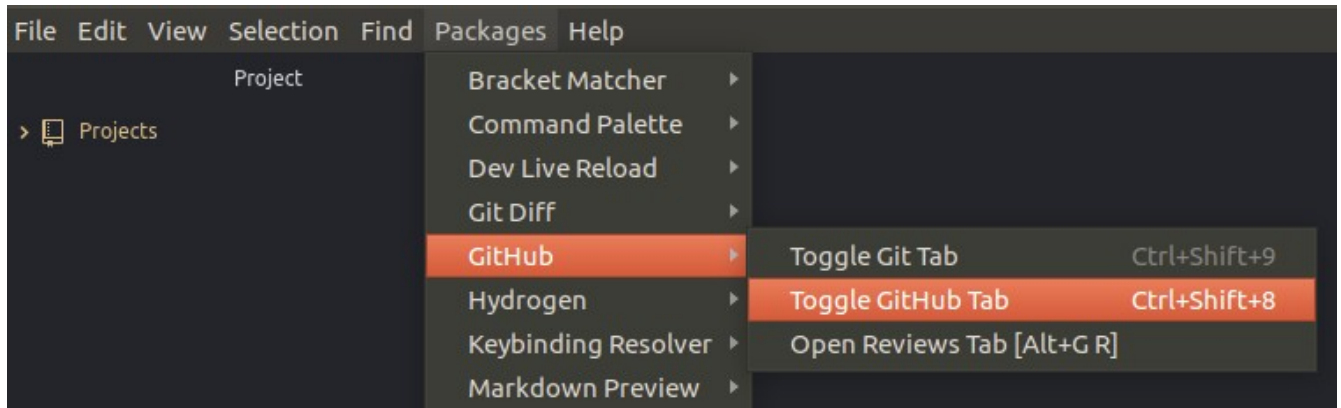 File Edit View Selection Find Packages Help
Project
Projects
Bracket Matcher
Command Palette
Dev Live Reload
Git Diff
GitHub
Hydrogen
Keybinding Resolver
Markdown Preview
Toggle Git Tab Ctrl+Shift+9
Toggle GitHub Tab Ctrl+Shift+8
Open Reviews Tab [Alt+G R]